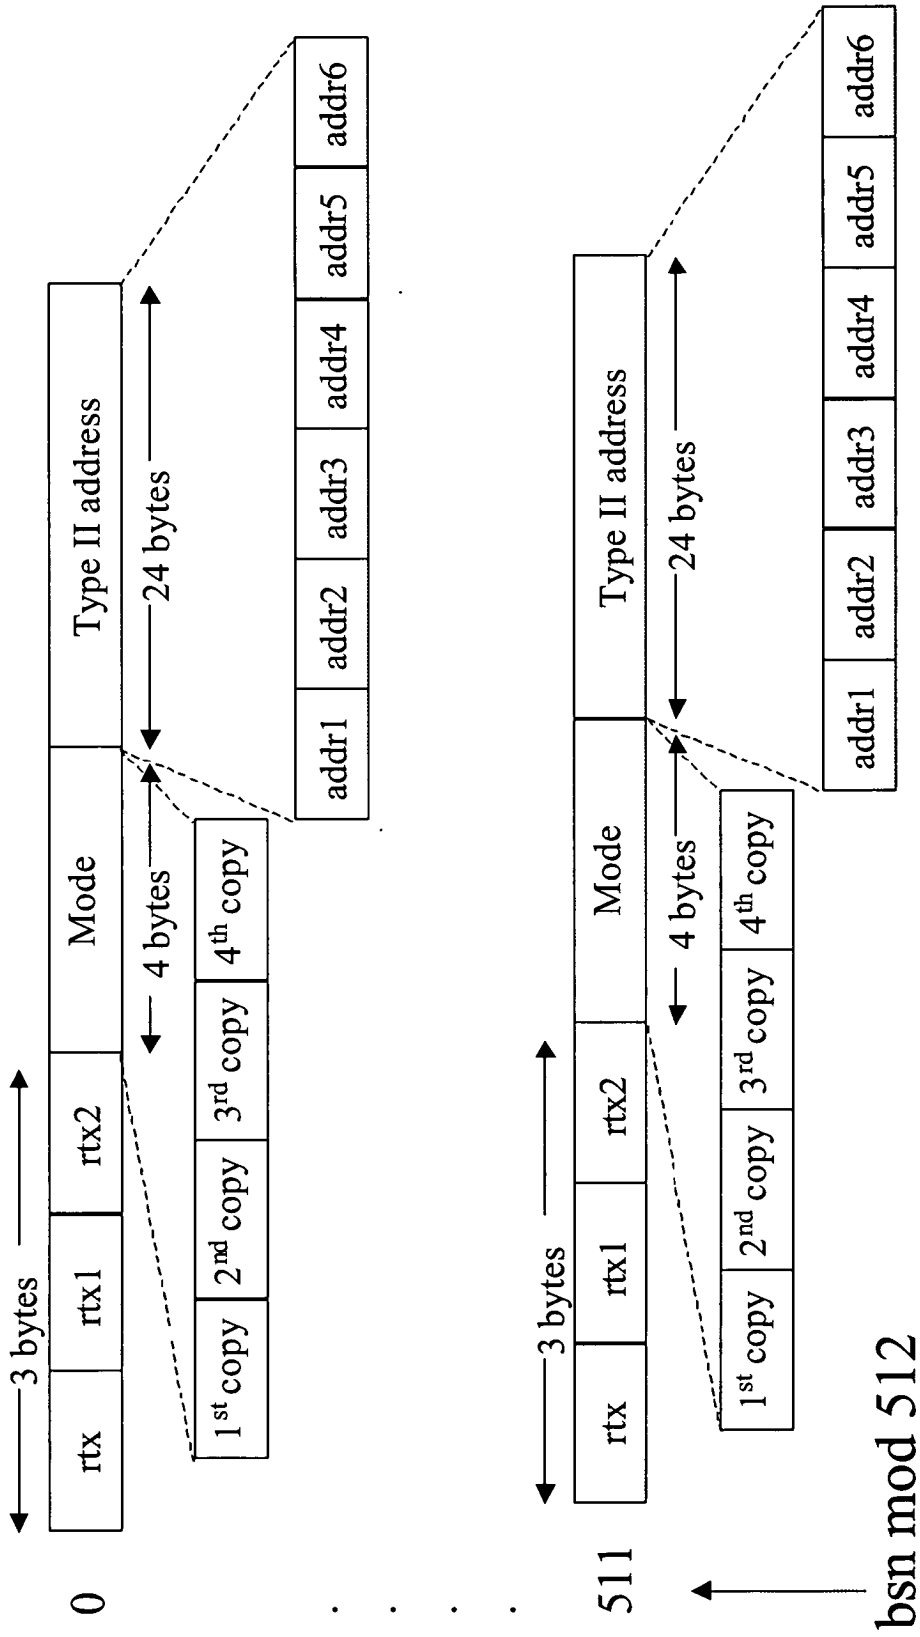 3 bytes
0 rtx rtx1 rtx2 Mode Type II address
4 bytes 24 bytes
1st copy 2nd copy 3rd copy 4th copy
addr1 addr2 addr3 addr4 addr5 addr6
. . . .
3 bytes
511 rtx rtx1 rtx2 Mode Type II address
4 bytes 24 bytes
1st copy 2nd copy 3rd copy 4th copy
addr1 addr2 addr3 addr4 addr5 addr6
bsn mod 512